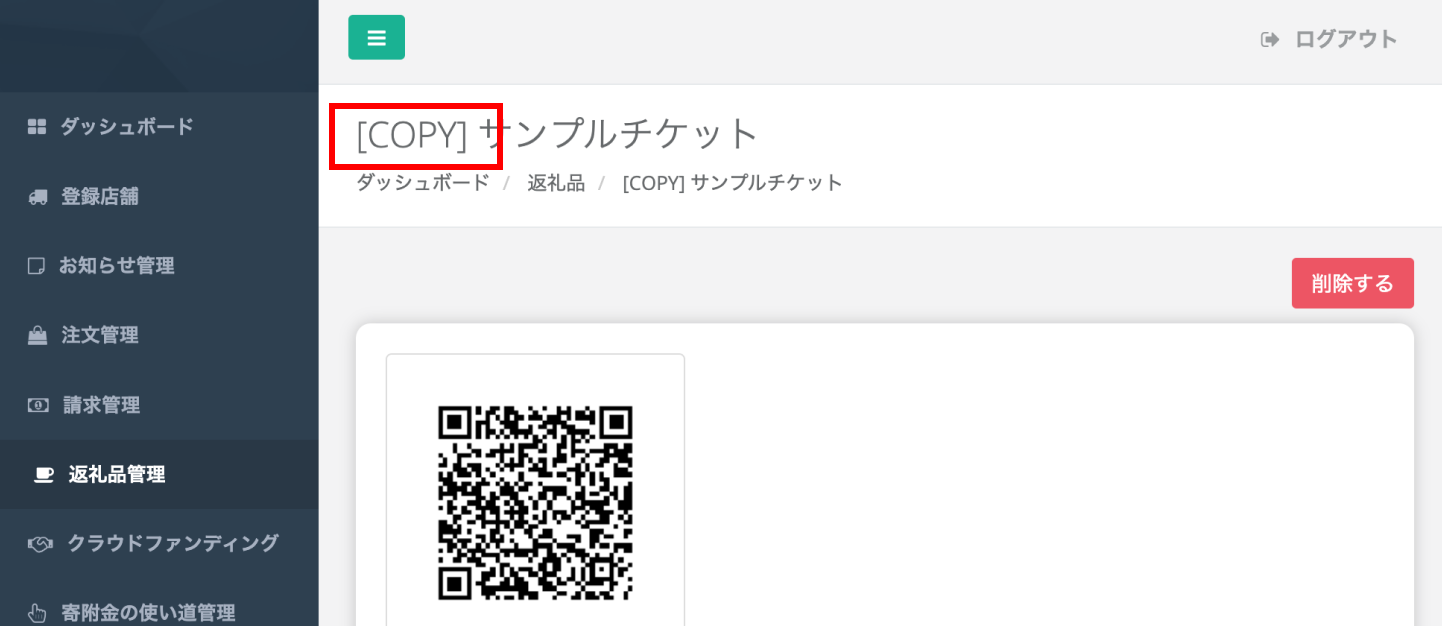 ログアウト
ダッシュボード
登録店舗
お知らせ管理
注文管理
請求管理
返礼品管理
クラウドファンディング
寄附金の使い道管理
[COPY] サンプルチケット
ダッシュボード / 返礼品 / [COPY] サンプルチケット
削除する